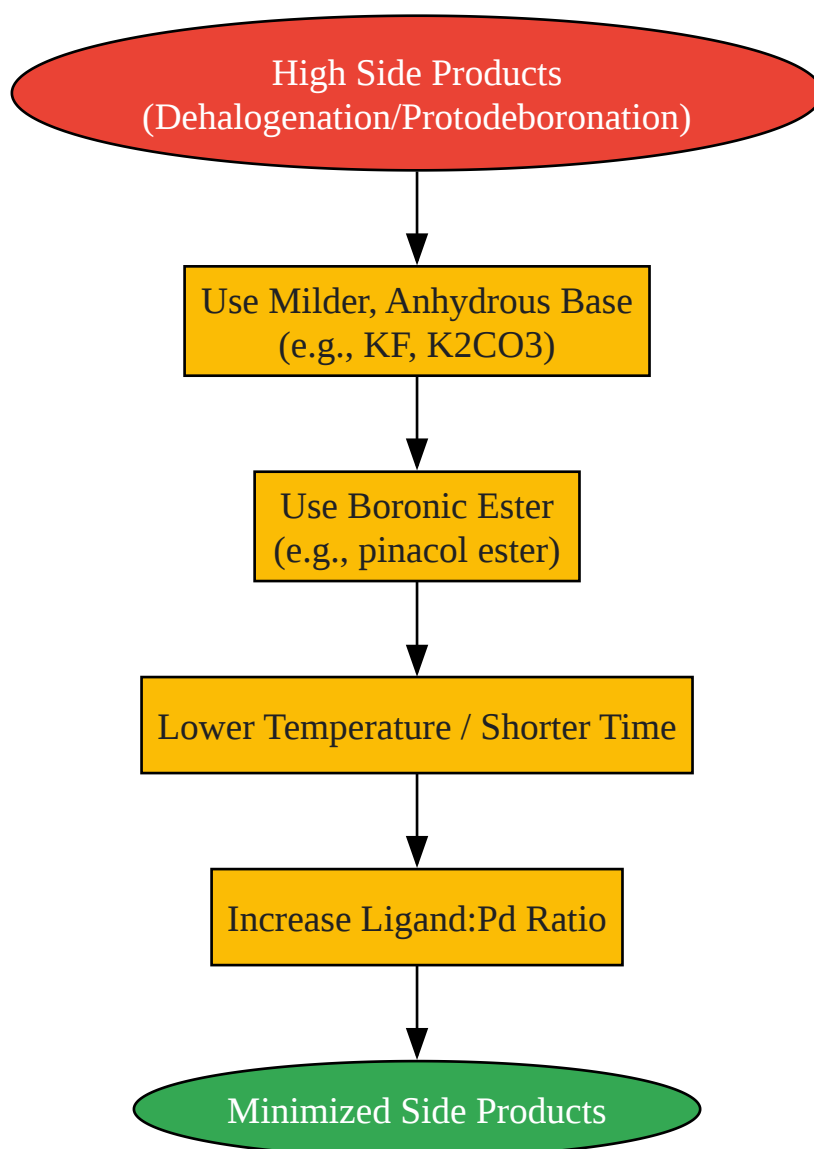 High Side Products
(Dehalogenation/Protodeboronation)
Use Milder, Anhydrous Base
(e.g., KF, K2CO3)
Use Boronic Ester
(e.g., pinacol ester)
Lower Temperature / Shorter Time
Increase Ligand:Pd Ratio
Minimized Side Products